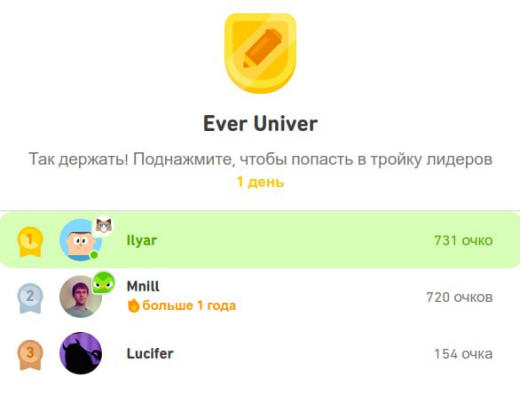 Ever Univer
Так держать! Поднажмите, чтобы попасть в тройку лидеров
1 день
1 Ilyar 731 очко
2 Mnill 720 очков
больше 1 года
3 Lucifer 154 очка